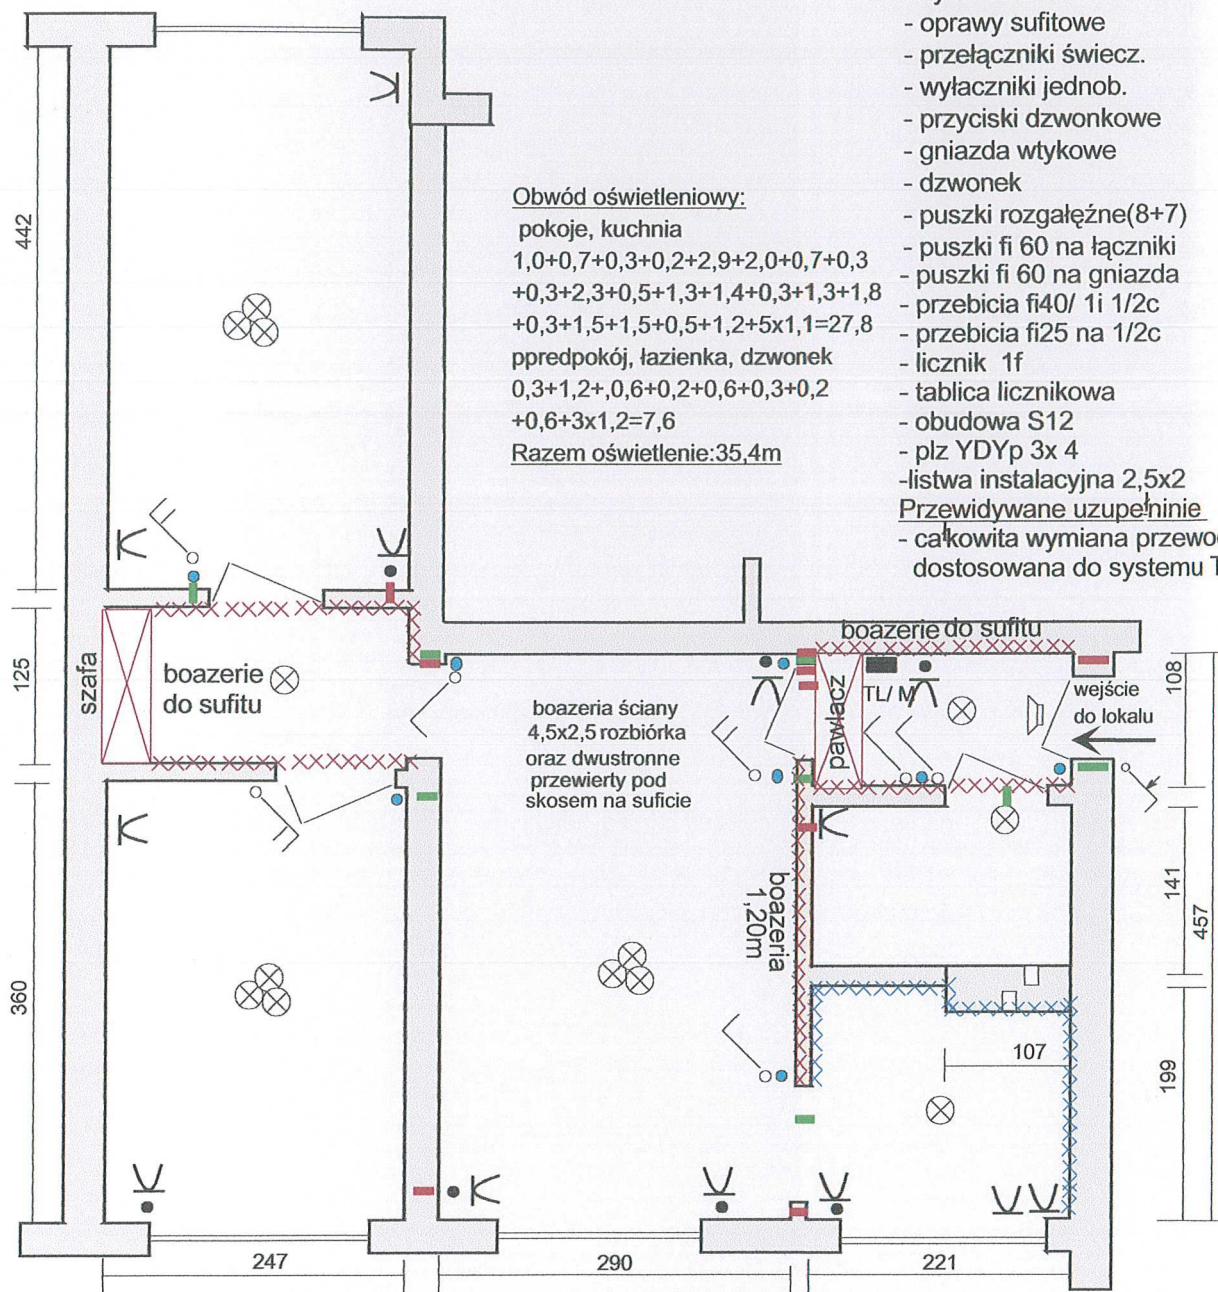 - oprawy sufitowe
- przełączniki świecz.
- wyłaczniki jednob.
- przyciski dzwonkowe
- gniazda wtykowe
- dzwonek
- puszki rozgałęźne(8+7)
- puszki fi 60 na łączniki
- puszki fi 60 na gniazda
- przebicia fi40/ 1i 1/2c
- przebicia fi25 na 1/2c
- licznik 1f
- tablica licznikowa
- obudowa S12
- plz YDYp 3x 4
-listwa instalacyjna 2,5x2
Przewidywane uzupełninie
- całkowita wymiana przewo
dostosowana do systemu T
Obwód oświetleniowy:
pokoje, kuchnia
1,0+0,7+0,3+0,2+2,9+2,0+0,7+0,3
+0,3+2,3+0,5+1,3+1,4+0,3+1,3+1,8
+0,3+1,5+1,5+0,5+1,2+5x1,1=27,8
ppredpokój, łazienka, dzwonek
0,3+1,2+,0,6+0,2+0,6+0,3+0,2
+0,6+3x1,2=7,6
Razem oświetlenie:35,4m
442
125
360
szafa
boazerie
do sufitu
boazeria ściany
4,5x2,5 rozbiórka
oraz dwustronne
przewierty pod
skosem na suficie
boazerie do sufitu
TL/ M
pawlacz
wejście
do lokalu
108
141
457
199
boazeria
1,20m
107
247
290
221